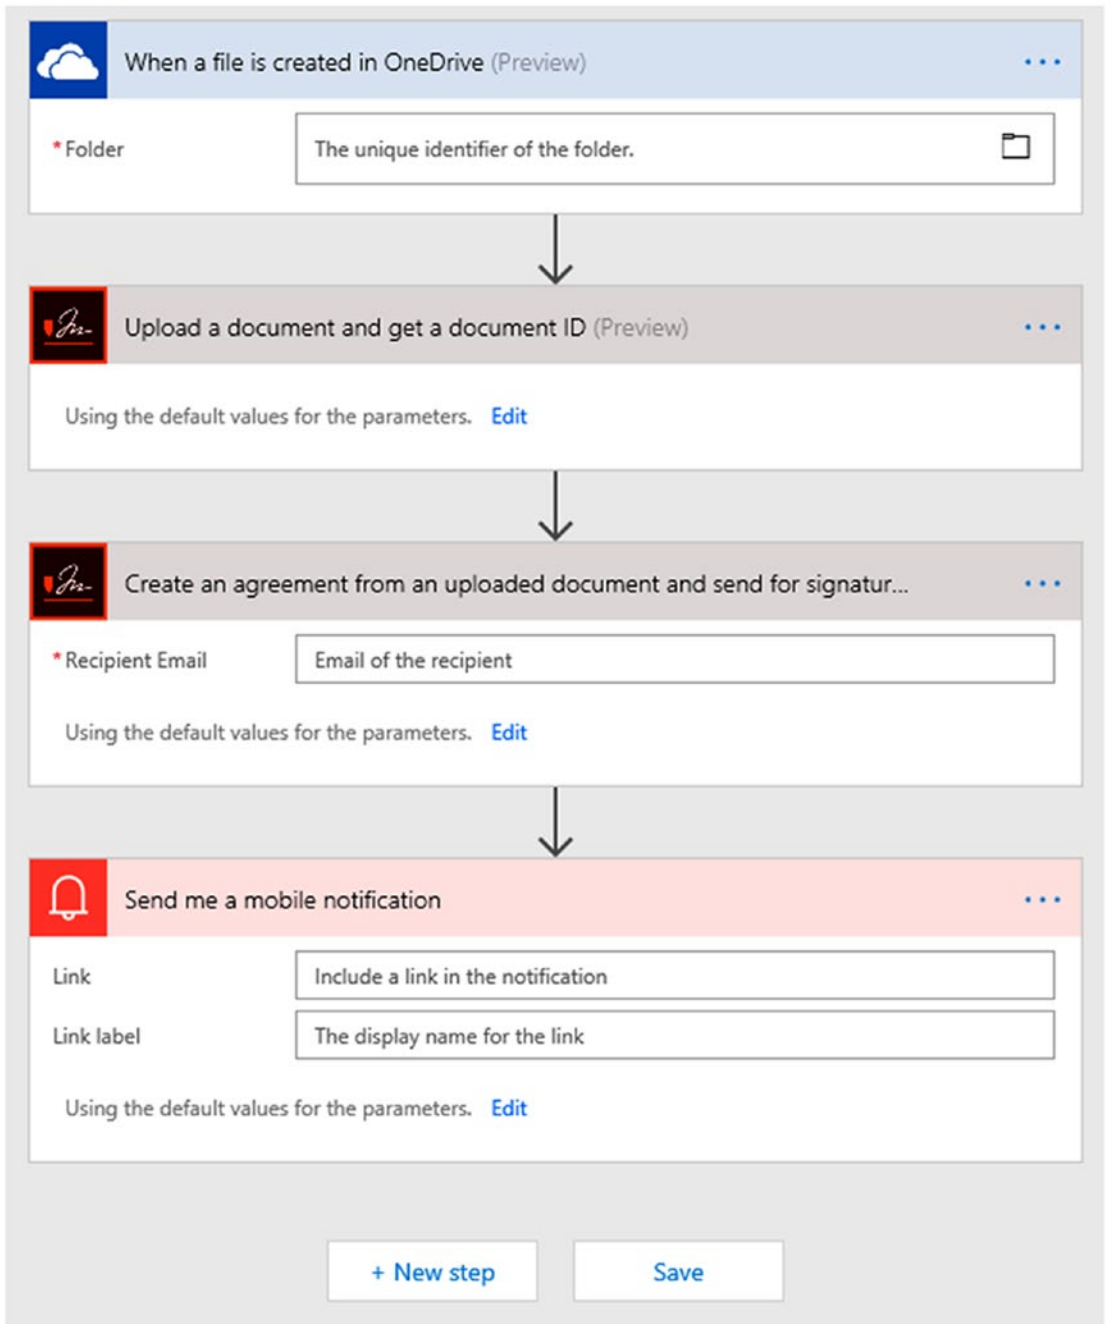 When a file is created in OneDrive (Preview)
* Folder
The unique identifier of the folder.
Upload a document and get a document ID (Preview)
Using the default values for the parameters. Edit
Create an agreement from an uploaded document and send for signatur...
* Recipient Email
Email of the recipient
Using the default values for the parameters. Edit
Send me a mobile notification
Link
Include a link in the notification
Link label
The display name for the link
Using the default values for the parameters. Edit
+ New step
Save